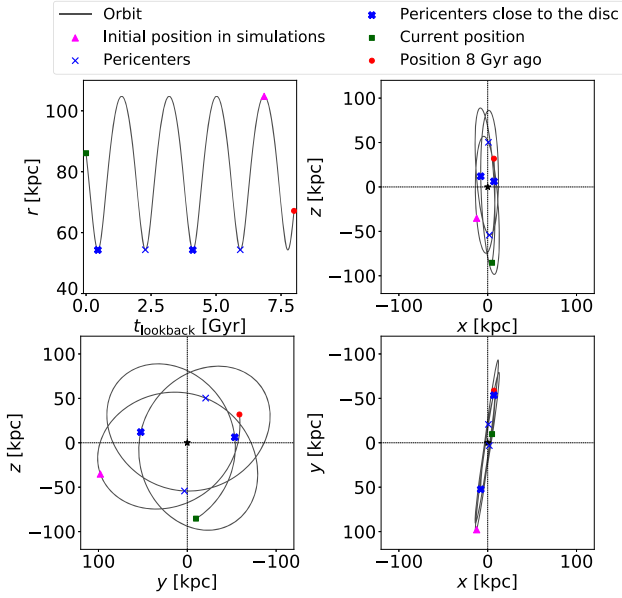 Orbit
Initial position in simulations
Pericenters
Pericenters close to the disc
Current position
Position 8 Gyr ago
100
80
60
40
r [kpc]
0.0 2.5 5.0 7.5
t_lookback [Gyr]
100
50
0
−50
−100
z [kpc]
−100 0 100
x [kpc]
100
50
0
−50
−100
z [kpc]
100 0 −100
y [kpc]
−100
−50
0
50
100
y [kpc]
−100 0 100
x [kpc]